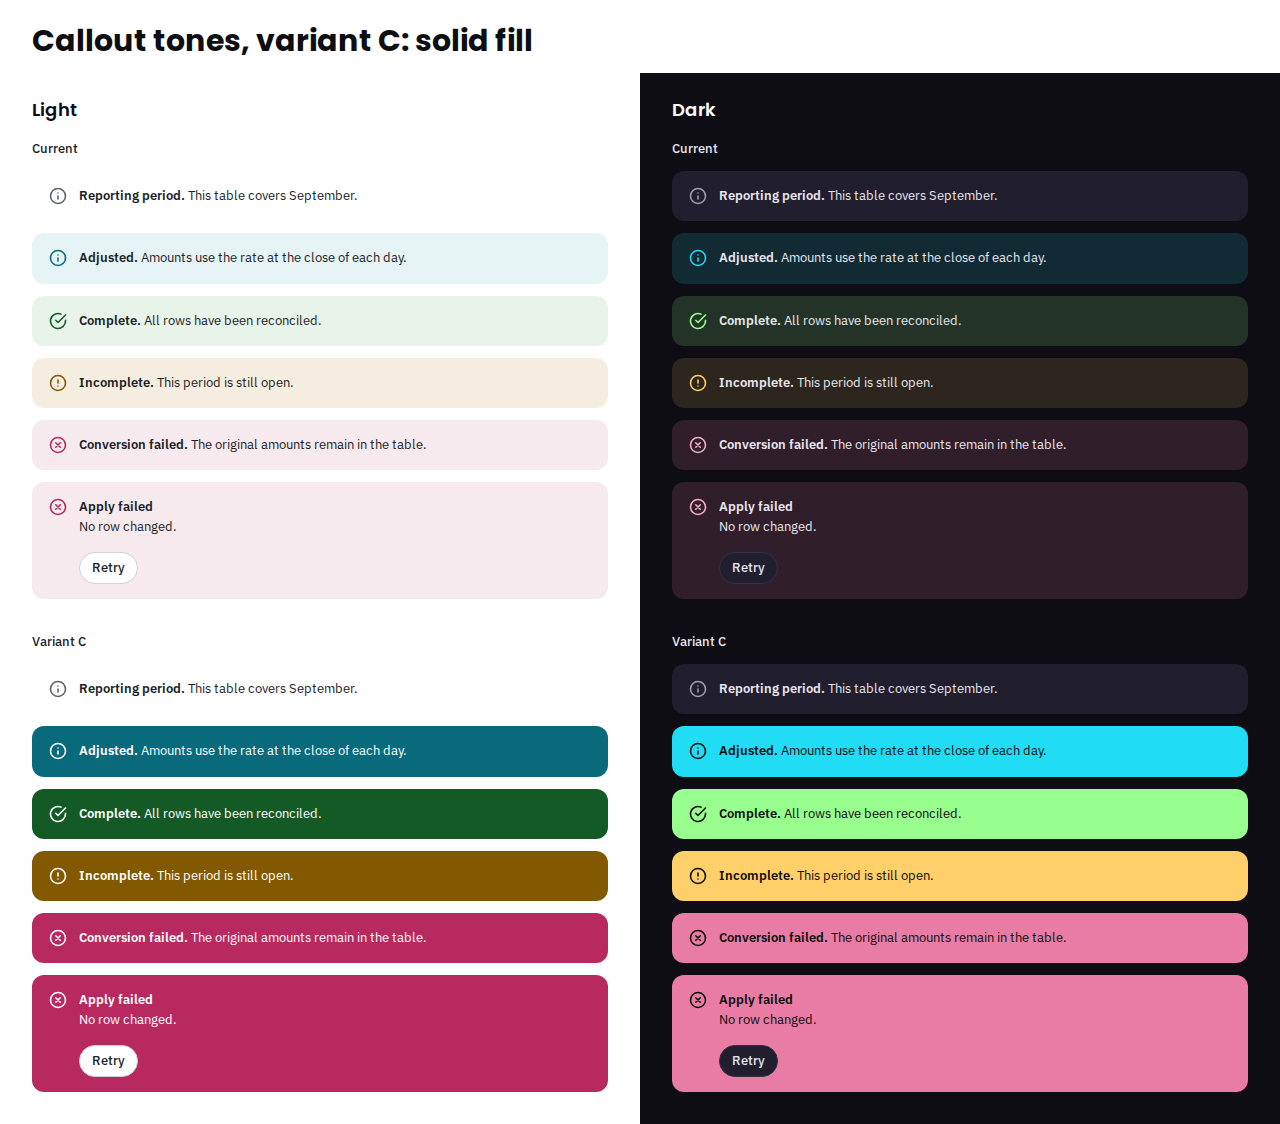 Callout tones, variant C: solid fill
Light
Current
Reporting period. This table covers September.
Adjusted. Amounts use the rate at the close of each day.
Complete. All rows have been reconciled.
Incomplete. This period is still open.
Conversion failed. The original amounts remain in the table.
Apply failed
No row changed.
Retry
Variant C
Reporting period. This table covers September.
Adjusted. Amounts use the rate at the close of each day.
Complete. All rows have been reconciled.
Incomplete. This period is still open.
Conversion failed. The original amounts remain in the table.
Apply failed
No row changed.
Retry
Dark
Current
Reporting period. This table covers September.
Adjusted. Amounts use the rate at the close of each day.
Complete. All rows have been reconciled.
Incomplete. This period is still open.
Conversion failed. The original amounts remain in the table.
Apply failed
No row changed.
Retry
Variant C
Reporting period. This table covers September.
Adjusted. Amounts use the rate at the close of each day.
Complete. All rows have been reconciled.
Incomplete. This period is still open.
Conversion failed. The original amounts remain in the table.
Apply failed
No row changed.
Retry